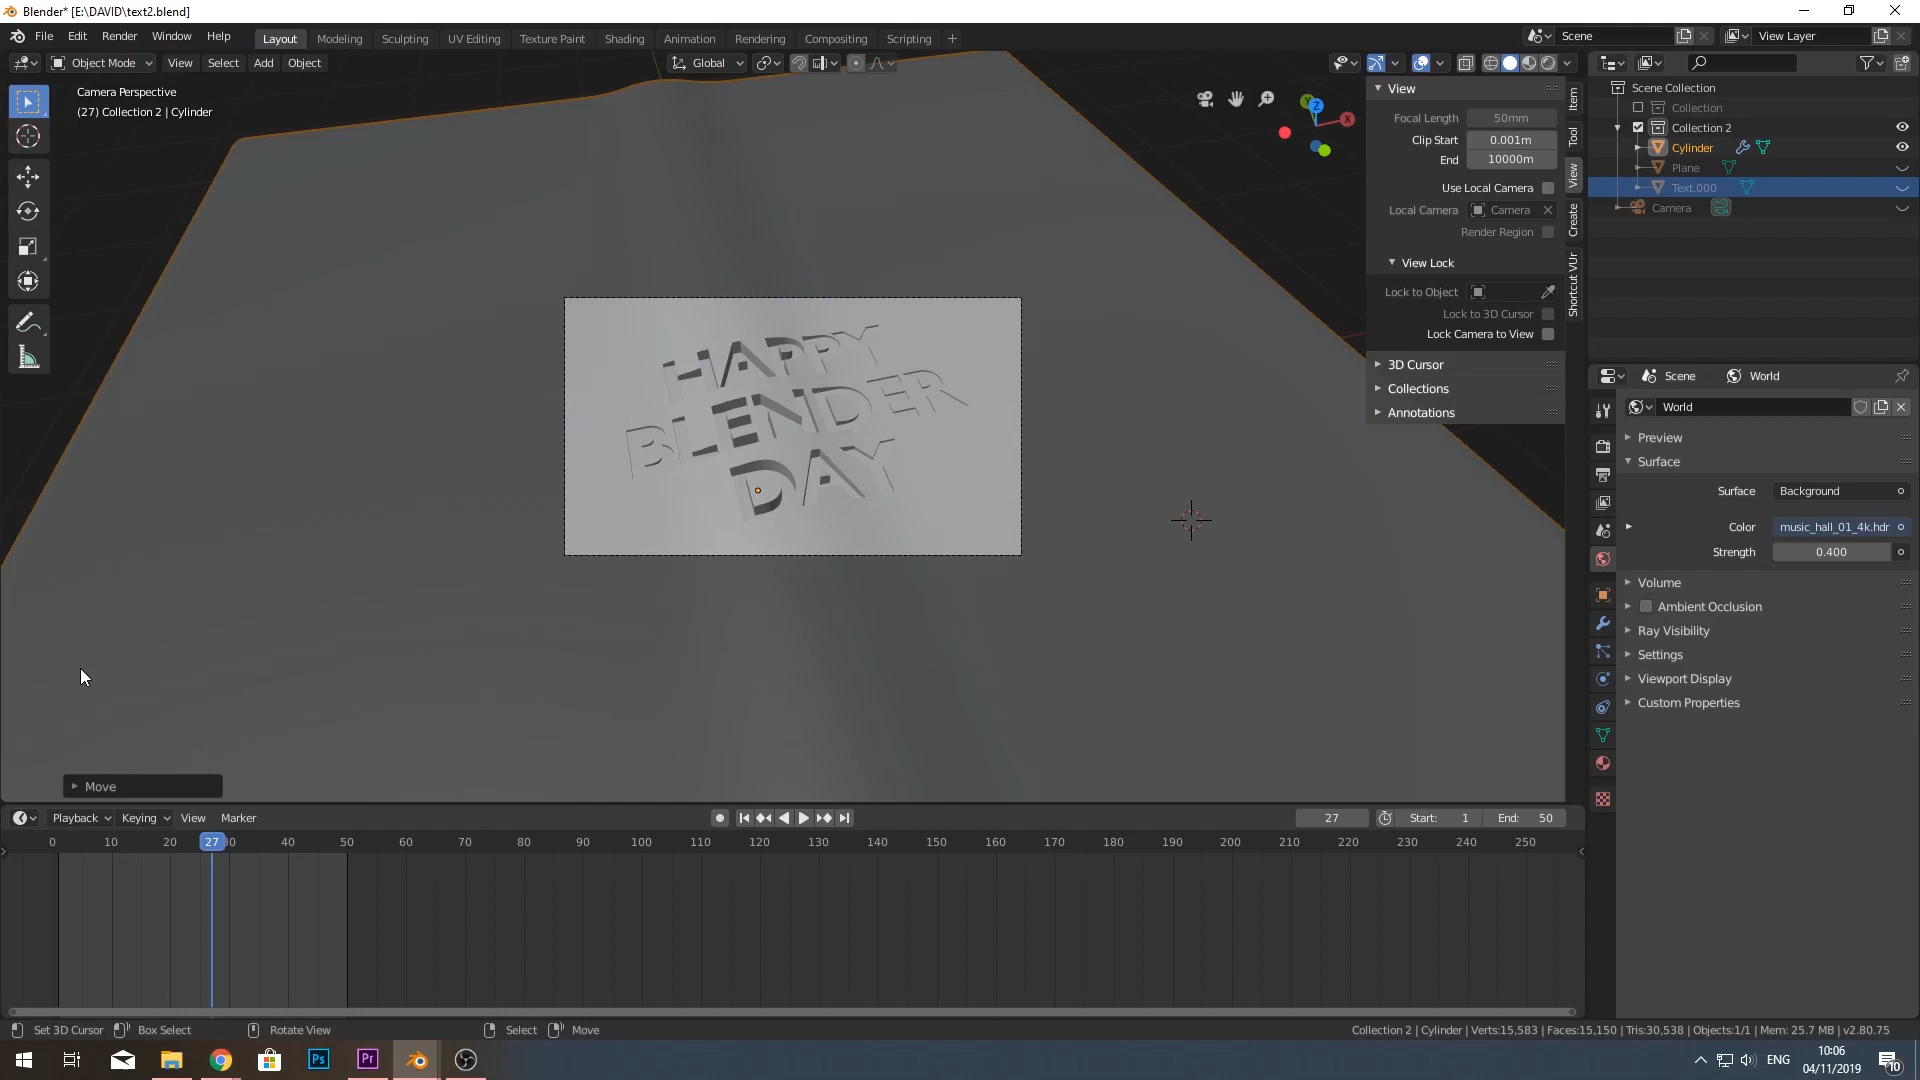 Blender* [E:\DAVID\text2.blend]
File Edit Render Window Help
Layout Modeling Sculpting UV Editing Texture Paint Shading Animation Rendering Compositing Scripting +
Scene View Layer
Object Mode View Select Add Object
Global
Camera Perspective
(27) Collection 2 | Cylinder
View
Focal Length 50mm
Clip Start 0.001m
End 10000m
Use Local Camera
Local Camera Camera
Render Region
View Lock
Lock to Object
Lock to 3D Cursor
Lock Camera to View
3D Cursor
Collections
Annotations
Item
Tool
View
Create
Shortcut VUr
X
Y
Z
Scene Collection
Collection
Collection 2
Cylinder
Plane
Text.000
Camera
Scene World
World
Preview
Surface
Surface Background
Color music_hall_01_4k.hdr
Strength 0.400
Volume
Ambient Occlusion
Ray Visibility
Settings
Viewport Display
Custom Properties
HAPPY
BLENDER
DAY
Move
Playback Keying View Marker
27 Start: 1 End: 50
0 10 20 27 30 40 50 60 70 80 90 100 110 120 130 140 150 160 170 180 190 200 210 220 230 240 250
Set 3D Cursor Box Select Rotate View Select Move
Collection 2 | Cylinder | Verts:15,583 | Faces:15,150 | Tris:30,538 | Objects:1/1 | Mem: 25.7 MB | v2.80.75
Ps Pr
ENG
10:06
04/11/2019
10